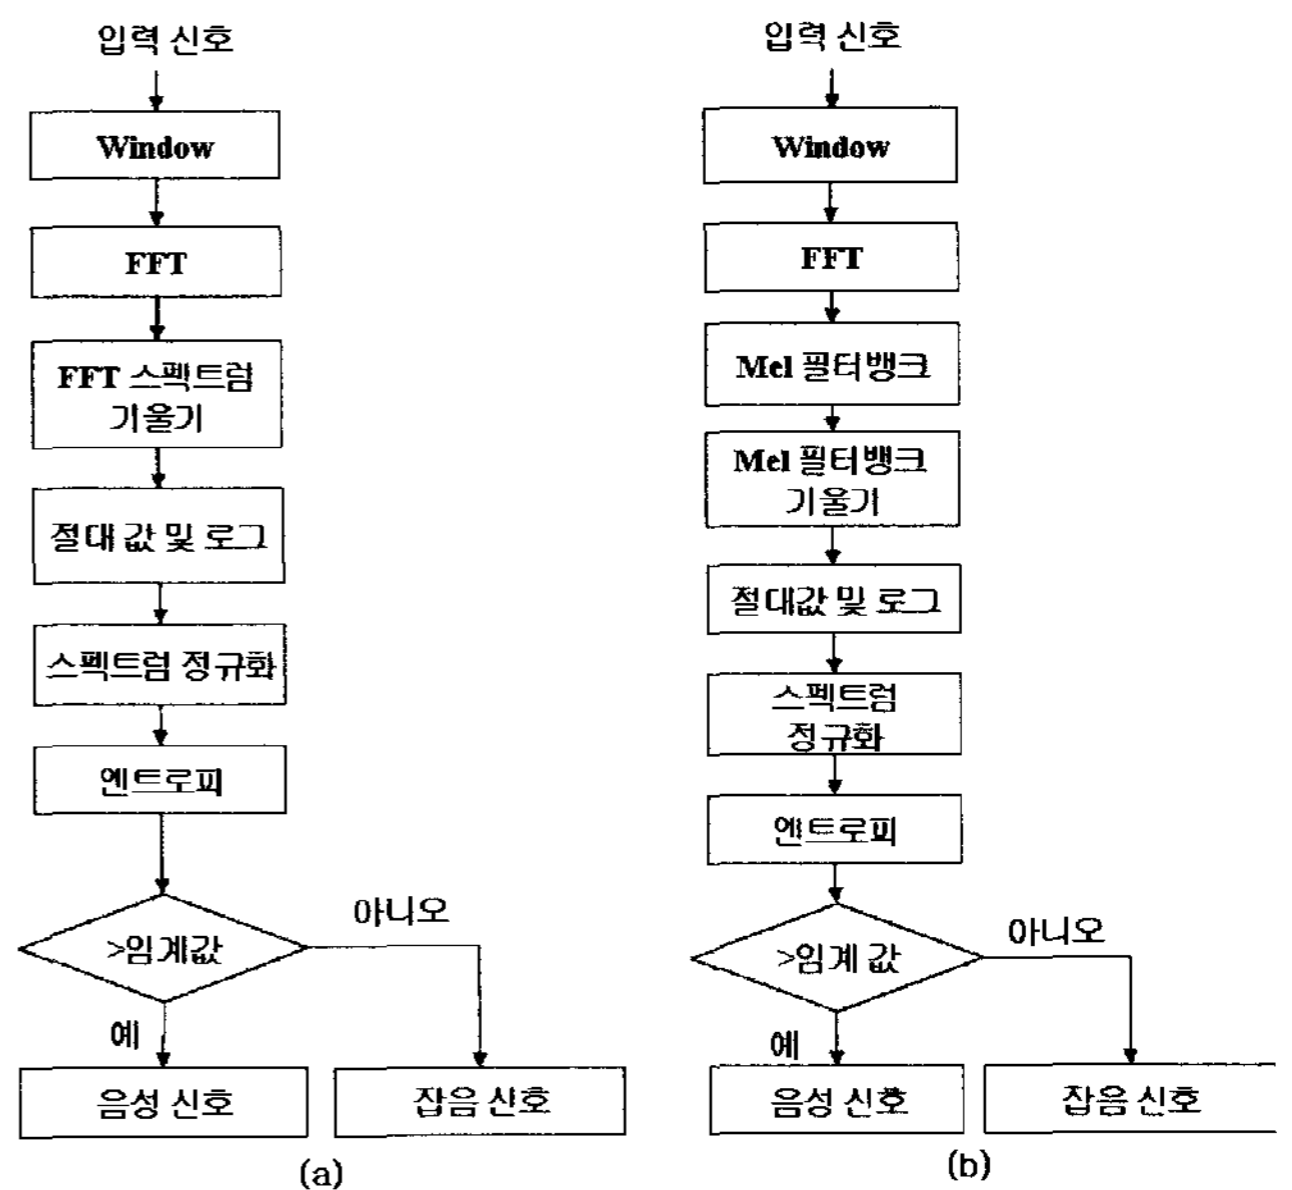 입력 신호
Window
FFT
FFT 스펙트럼
기울기
절대 값 및 로그
스펙트럼 정규화
엔트로피
>임계값
아니오
예
음성 신호
잡음 신호
(a)
입력 신호
Window
FFT
Mel 필터뱅크
Mel 필터뱅크
기울기
절대값 및 로그
스펙트럼
정규화
엔트로피
>임계 값
아니오
예
음성 신호
잡음 신호
(b)